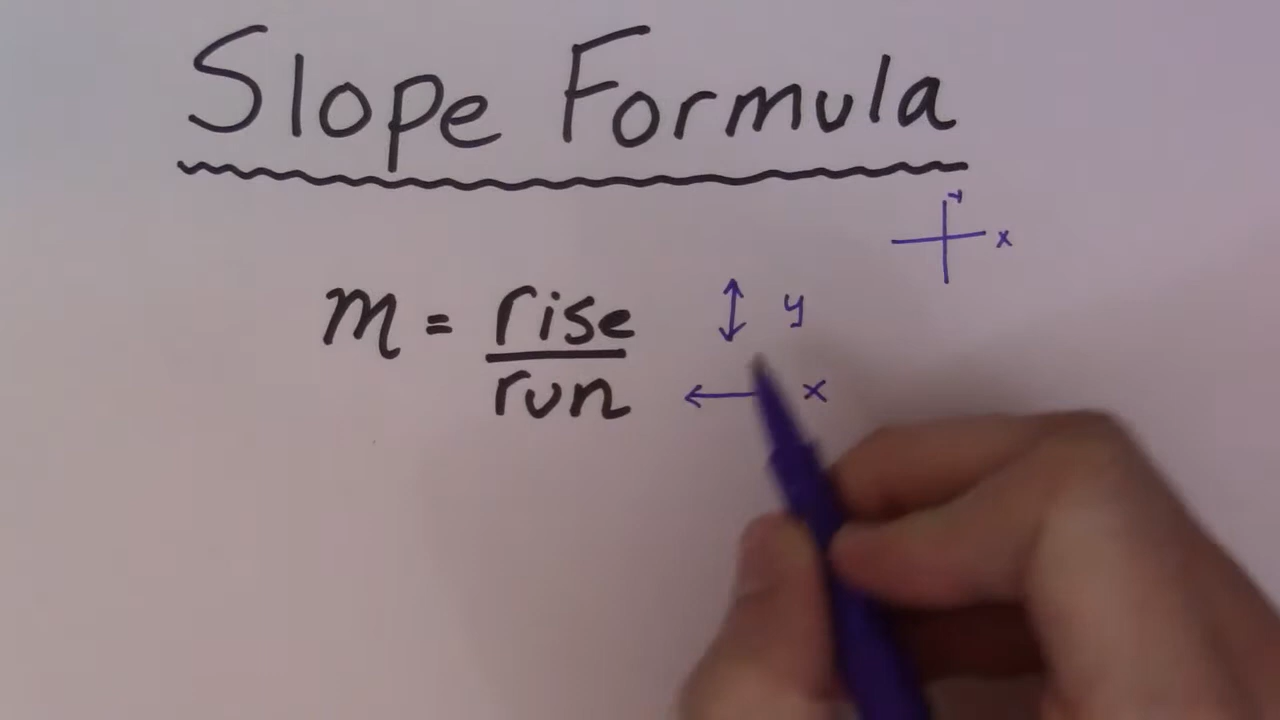 Slope Formula
Y
x
m = rise y
run x